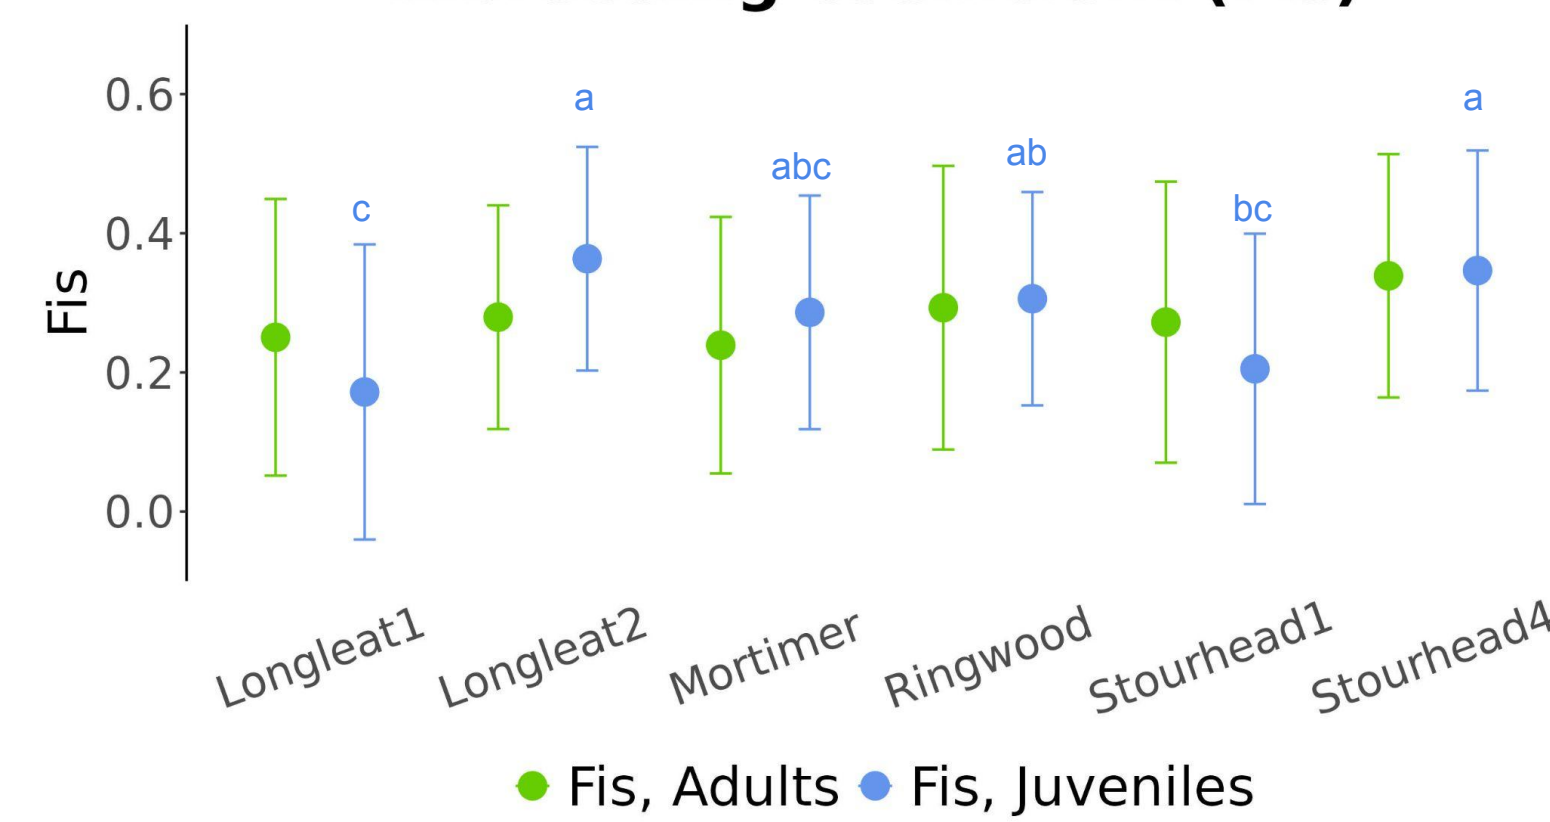 0.6
a
a
abc
ab
0.4
c
bc
Fis
0.2
0.0
Longleat1
Longleat2
Mortimer
Ringwood
Stourhead1
Stourhead4
Fis, Adults
Fis, Juveniles